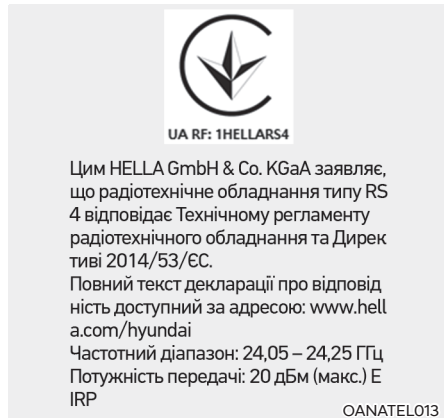 UA RF: 1HELLARS4
Цим HELLA GmbH & Co. KGaA заявляє,
що радіотехнічне обладнання типу RS
4 відповідає Технічному регламенту
радіотехнічного обладнання та Дирек
тиві 2014/53/ЄС.
Повний текст декларації про відповід
ність доступний за адресою: www.hell
a.com/hyundai
Частотний діапазон: 24,05 – 24,25 ГГц
Потужність передачі: 20 дБм (макс.) E
IRP
OANATEL013